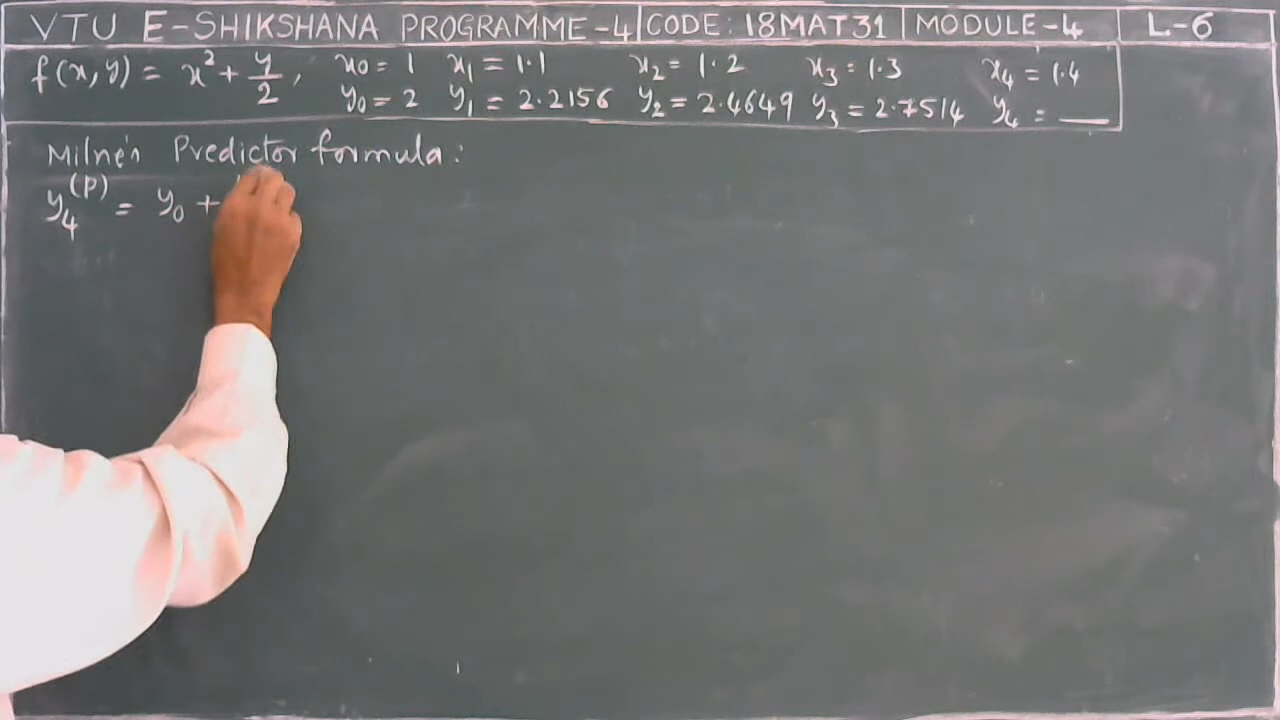 VTU E-SHIKSHANA PROGRAMME-4 CODE: 18MAT31 MODULE-4 L-6
f(x,y) = x² + y/2, x₀ = 1 x₁ = 1.1 x₂ = 1.2 x₃ = 1.3 x₄ = 1.4
y₀ = 2 y₁ = 2.2156 y₂ = 2.4649 y₃ = 2.7514 y₄ = __
Milne's Predictor formula:
y₄⁽ᴾ⁾ = y₀ +